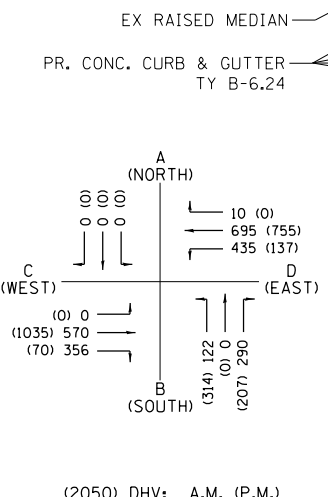 EX RAISED MEDIAN
PR. CONC. CURB & GUTTER
TY B-6.24
A
(NORTH)
0 (0)
0 (0)
0 (0)
10 (0)
695 (755)
435 (137)
C
(WEST)
D
(EAST)
(0) 0
(1035) 570
(70) 356
(314) 122
(0) 0
(207) 290
B
(SOUTH)
(2050) DHV: A.M. (P.M.)